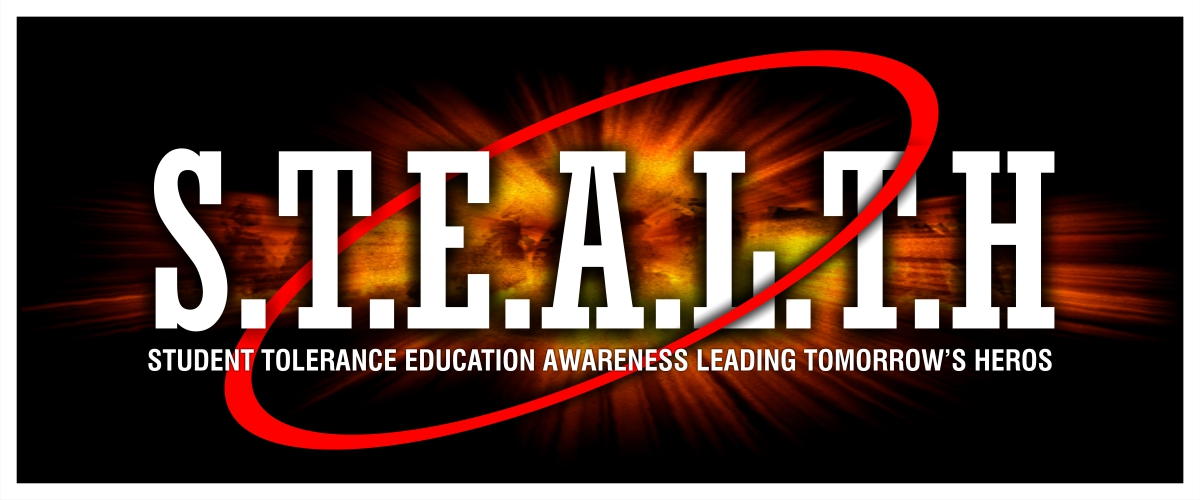 S.T.E.A.L.T.H
STUDENT TOLERANCE EDUCATION AWARENESS LEADING TOMORROW'S HEROS